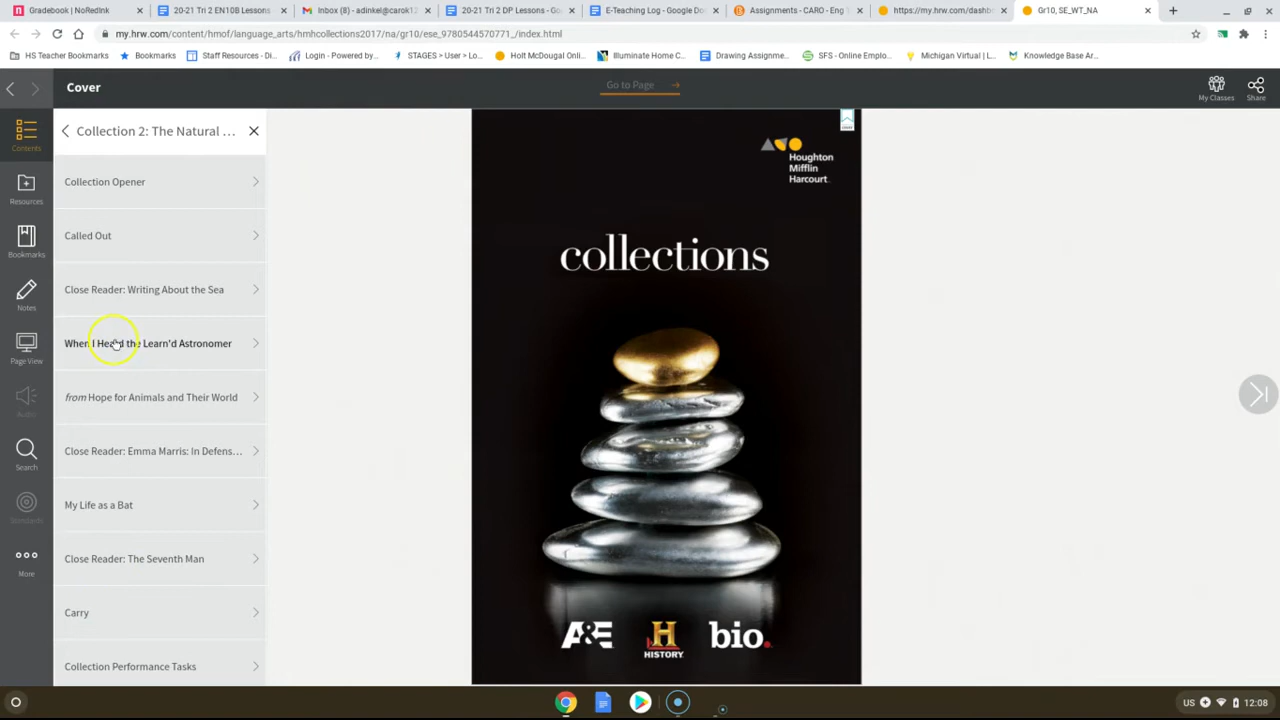 Gradebook | NoRedInk
20-21 Tri 2 EN10B Lessons -
Inbox (8) - adinkel@carok12
20-21 Tri 2 DP Lessons - G
E-Teaching Log - Google Do
Assignments - CARO - Eng
https://my.hrw.com/dashb
Gr10, SE_WT_NA
my.hrw.com/content/hmof/language_arts/hmhcollections2017/na/gr10/ese_9780544570771_/index.html
HS Teacher Bookmarks
Bookmarks
Staff Resources - Di...
Login - Powered by...
STAGES > User > Lo...
Holt McDougal Onli...
Illuminate Home C...
Drawing Assignme...
SFS - Online Emplo...
Michigan Virtual | L...
Knowledge Base Ar...
Cover
Go to Page
My Classes
Share
Contents
Resources
Bookmarks
Notes
Page View
Audio
Search
Standards
More
Collection 2: The Natural ...
Collection Opener
Called Out
Close Reader: Writing About the Sea
When I Heard the Learn'd Astronomer
from Hope for Animals and Their World
Close Reader: Emma Marris: In Defens...
My Life as a Bat
Close Reader: The Seventh Man
Carry
Collection Performance Tasks
Houghton
Mifflin
Harcourt
collections
A&E
H
HISTORY
bio.
US
12:08